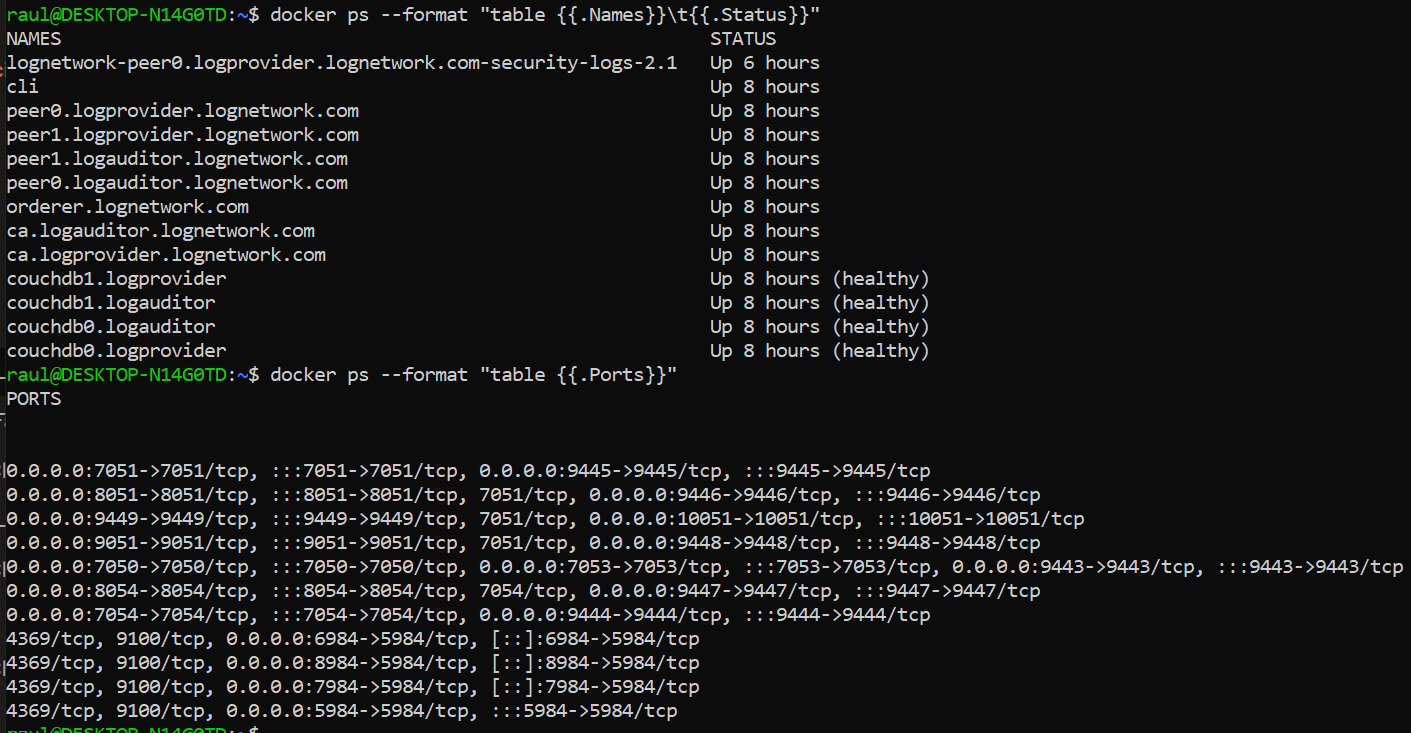 raul@DESKTOP-N14G0TD:~$ docker ps --format "table {{.Names}}\t{{.Status}}"
NAMES STATUS
lognetwork-peer0.logprovider.lognetwork.com-security-logs-2.1 Up 6 hours
cli Up 8 hours
peer0.logprovider.lognetwork.com Up 8 hours
peer1.logprovider.lognetwork.com Up 8 hours
peer1.logauditor.lognetwork.com Up 8 hours
peer0.logauditor.lognetwork.com Up 8 hours
orderer.lognetwork.com Up 8 hours
ca.logauditor.lognetwork.com Up 8 hours
ca.logprovider.lognetwork.com Up 8 hours
couchdb1.logprovider Up 8 hours (healthy)
couchdb1.logauditor Up 8 hours (healthy)
couchdb0.logauditor Up 8 hours (healthy)
couchdb0.logprovider Up 8 hours (healthy)
raul@DESKTOP-N14G0TD:~$ docker ps --format "table {{.Ports}}"
PORTS
0.0.0.0:7051->7051/tcp, :::7051->7051/tcp, 0.0.0.0:9445->9445/tcp, :::9445->9445/tcp
0.0.0.0:8051->8051/tcp, :::8051->8051/tcp, 7051/tcp, 0.0.0.0:9446->9446/tcp, :::9446->9446/tcp
0.0.0.0:9449->9449/tcp, :::9449->9449/tcp, 7051/tcp, 0.0.0.0:10051->10051/tcp, :::10051->10051/tcp
0.0.0.0:9051->9051/tcp, :::9051->9051/tcp, 7051/tcp, 0.0.0.0:9448->9448/tcp, :::9448->9448/tcp
0.0.0.0:7050->7050/tcp, :::7050->7050/tcp, 0.0.0.0:7053->7053/tcp, :::7053->7053/tcp, 0.0.0.0:9443->9443/tcp, :::9443->9443/tcp
0.0.0.0:8054->8054/tcp, :::8054->8054/tcp, 7054/tcp, 0.0.0.0:9447->9447/tcp, :::9447->9447/tcp
0.0.0.0:7054->7054/tcp, :::7054->7054/tcp, 0.0.0.0:9444->9444/tcp, :::9444->9444/tcp
4369/tcp, 9100/tcp, 0.0.0.0:6984->5984/tcp, [::]:6984->5984/tcp
4369/tcp, 9100/tcp, 0.0.0.0:8984->5984/tcp, [::]:8984->5984/tcp
4369/tcp, 9100/tcp, 0.0.0.0:7984->5984/tcp, [::]:7984->5984/tcp
4369/tcp, 9100/tcp, 0.0.0.0:5984->5984/tcp, :::5984->5984/tcp
raul@DESKTOP-N14G0TD:~$